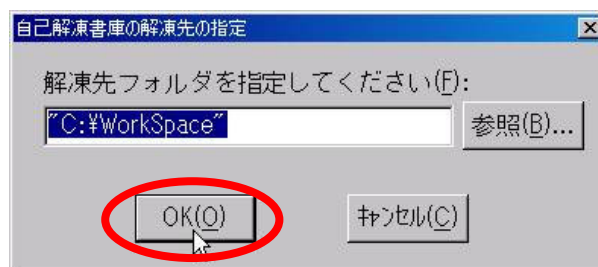 自己解凍書庫の解凍先の指定
解凍先フォルダを指定してください(F):
"C:¥WorkSpace"
参照(B)...
OK(O)
ｷｬﾝｾﾙ(C)